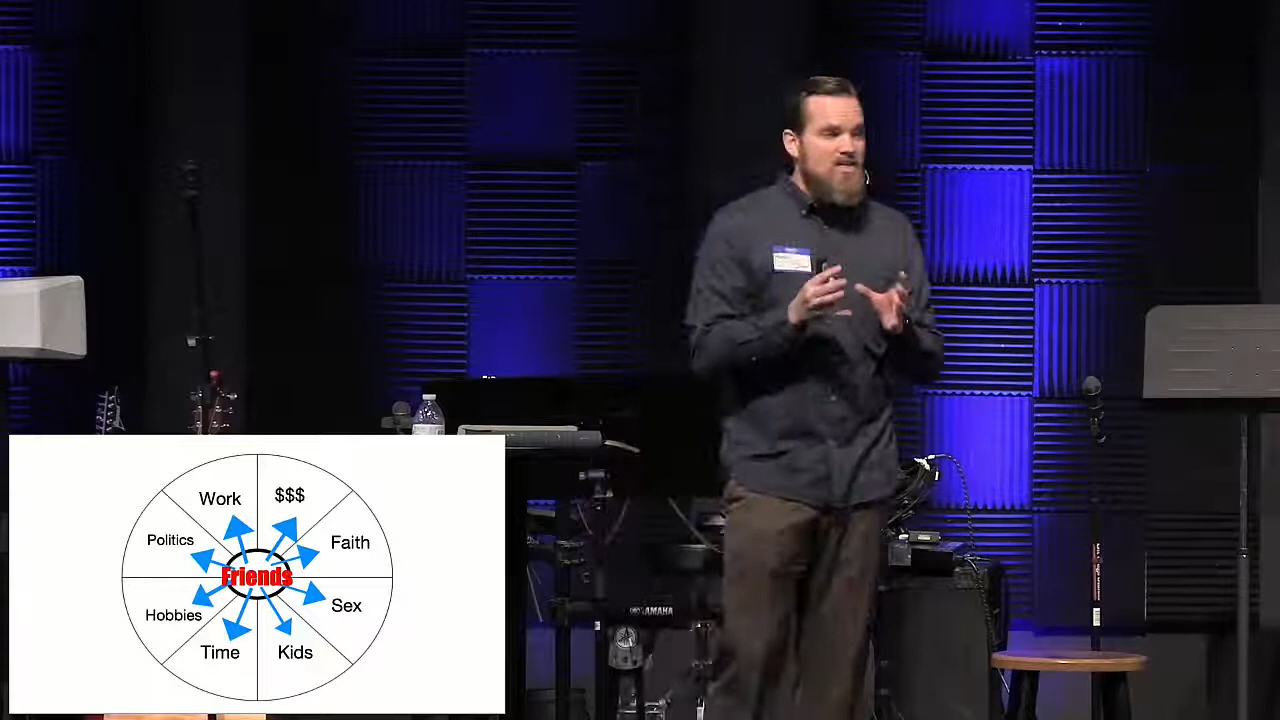 Work
$$$
Politics
Faith
Friends
Hobbies
Sex
Time
Kids
YAMAHA